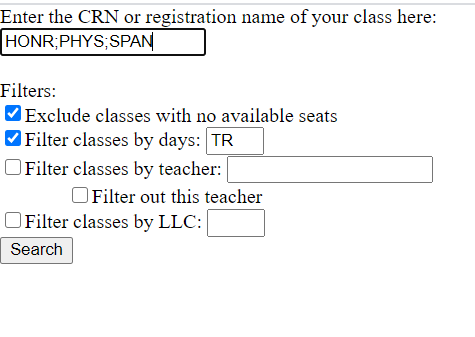 Enter the CRN or registration name of your class here:
HONR;PHYS;SPAN
Filters:
Exclude classes with no available seats
Filter classes by days: TR
Filter classes by teacher:
Filter out this teacher
Filter classes by LLC:
Search